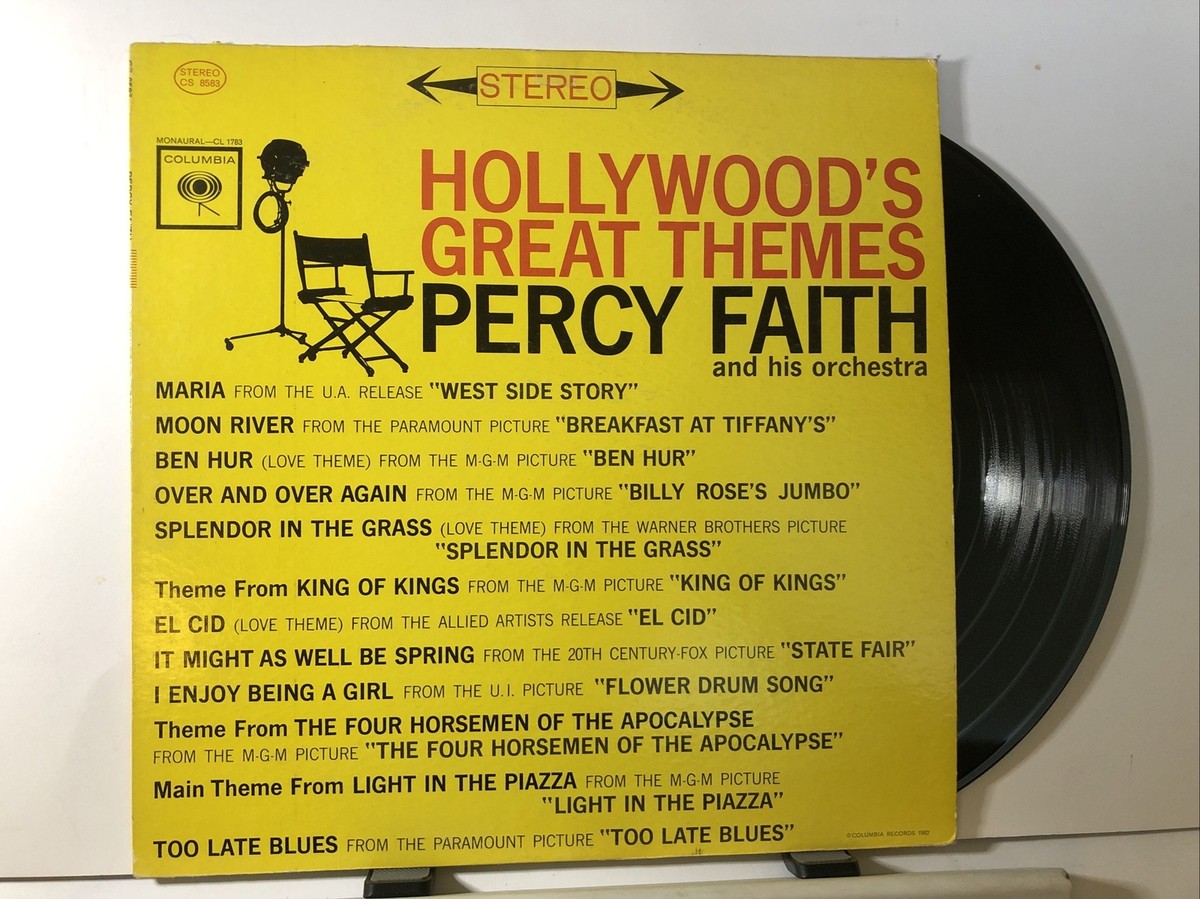 STEREO
CS 8583
STEREO
MONAURAL—CL 1783
COLUMBIA
HOLLYWOOD'S
GREAT THEMES
PERCY FAITH
and his orchestra
MARIA FROM THE U.A. RELEASE "WEST SIDE STORY"
MOON RIVER FROM THE PARAMOUNT PICTURE "BREAKFAST AT TIFFANY'S"
BEN HUR (LOVE THEME) FROM THE M-G-M PICTURE "BEN HUR"
OVER AND OVER AGAIN FROM THE M-G-M PICTURE "BILLY ROSE'S JUMBO"
SPLENDOR IN THE GRASS (LOVE THEME) FROM THE WARNER BROTHERS PICTURE
"SPLENDOR IN THE GRASS"
Theme From KING OF KINGS FROM THE M-G-M PICTURE "KING OF KINGS"
EL CID (LOVE THEME) FROM THE ALLIED ARTISTS RELEASE "EL CID"
IT MIGHT AS WELL BE SPRING FROM THE 20TH CENTURY-FOX PICTURE "STATE FAIR"
I ENJOY BEING A GIRL FROM THE U.I. PICTURE "FLOWER DRUM SONG"
Theme From THE FOUR HORSEMEN OF THE APOCALYPSE
FROM THE M-G-M PICTURE "THE FOUR HORSEMEN OF THE APOCALYPSE"
Main Theme From LIGHT IN THE PIAZZA FROM THE M-G-M PICTURE
"LIGHT IN THE PIAZZA"
TOO LATE BLUES FROM THE PARAMOUNT PICTURE "TOO LATE BLUES"
© COLUMBIA RECORDS 1962